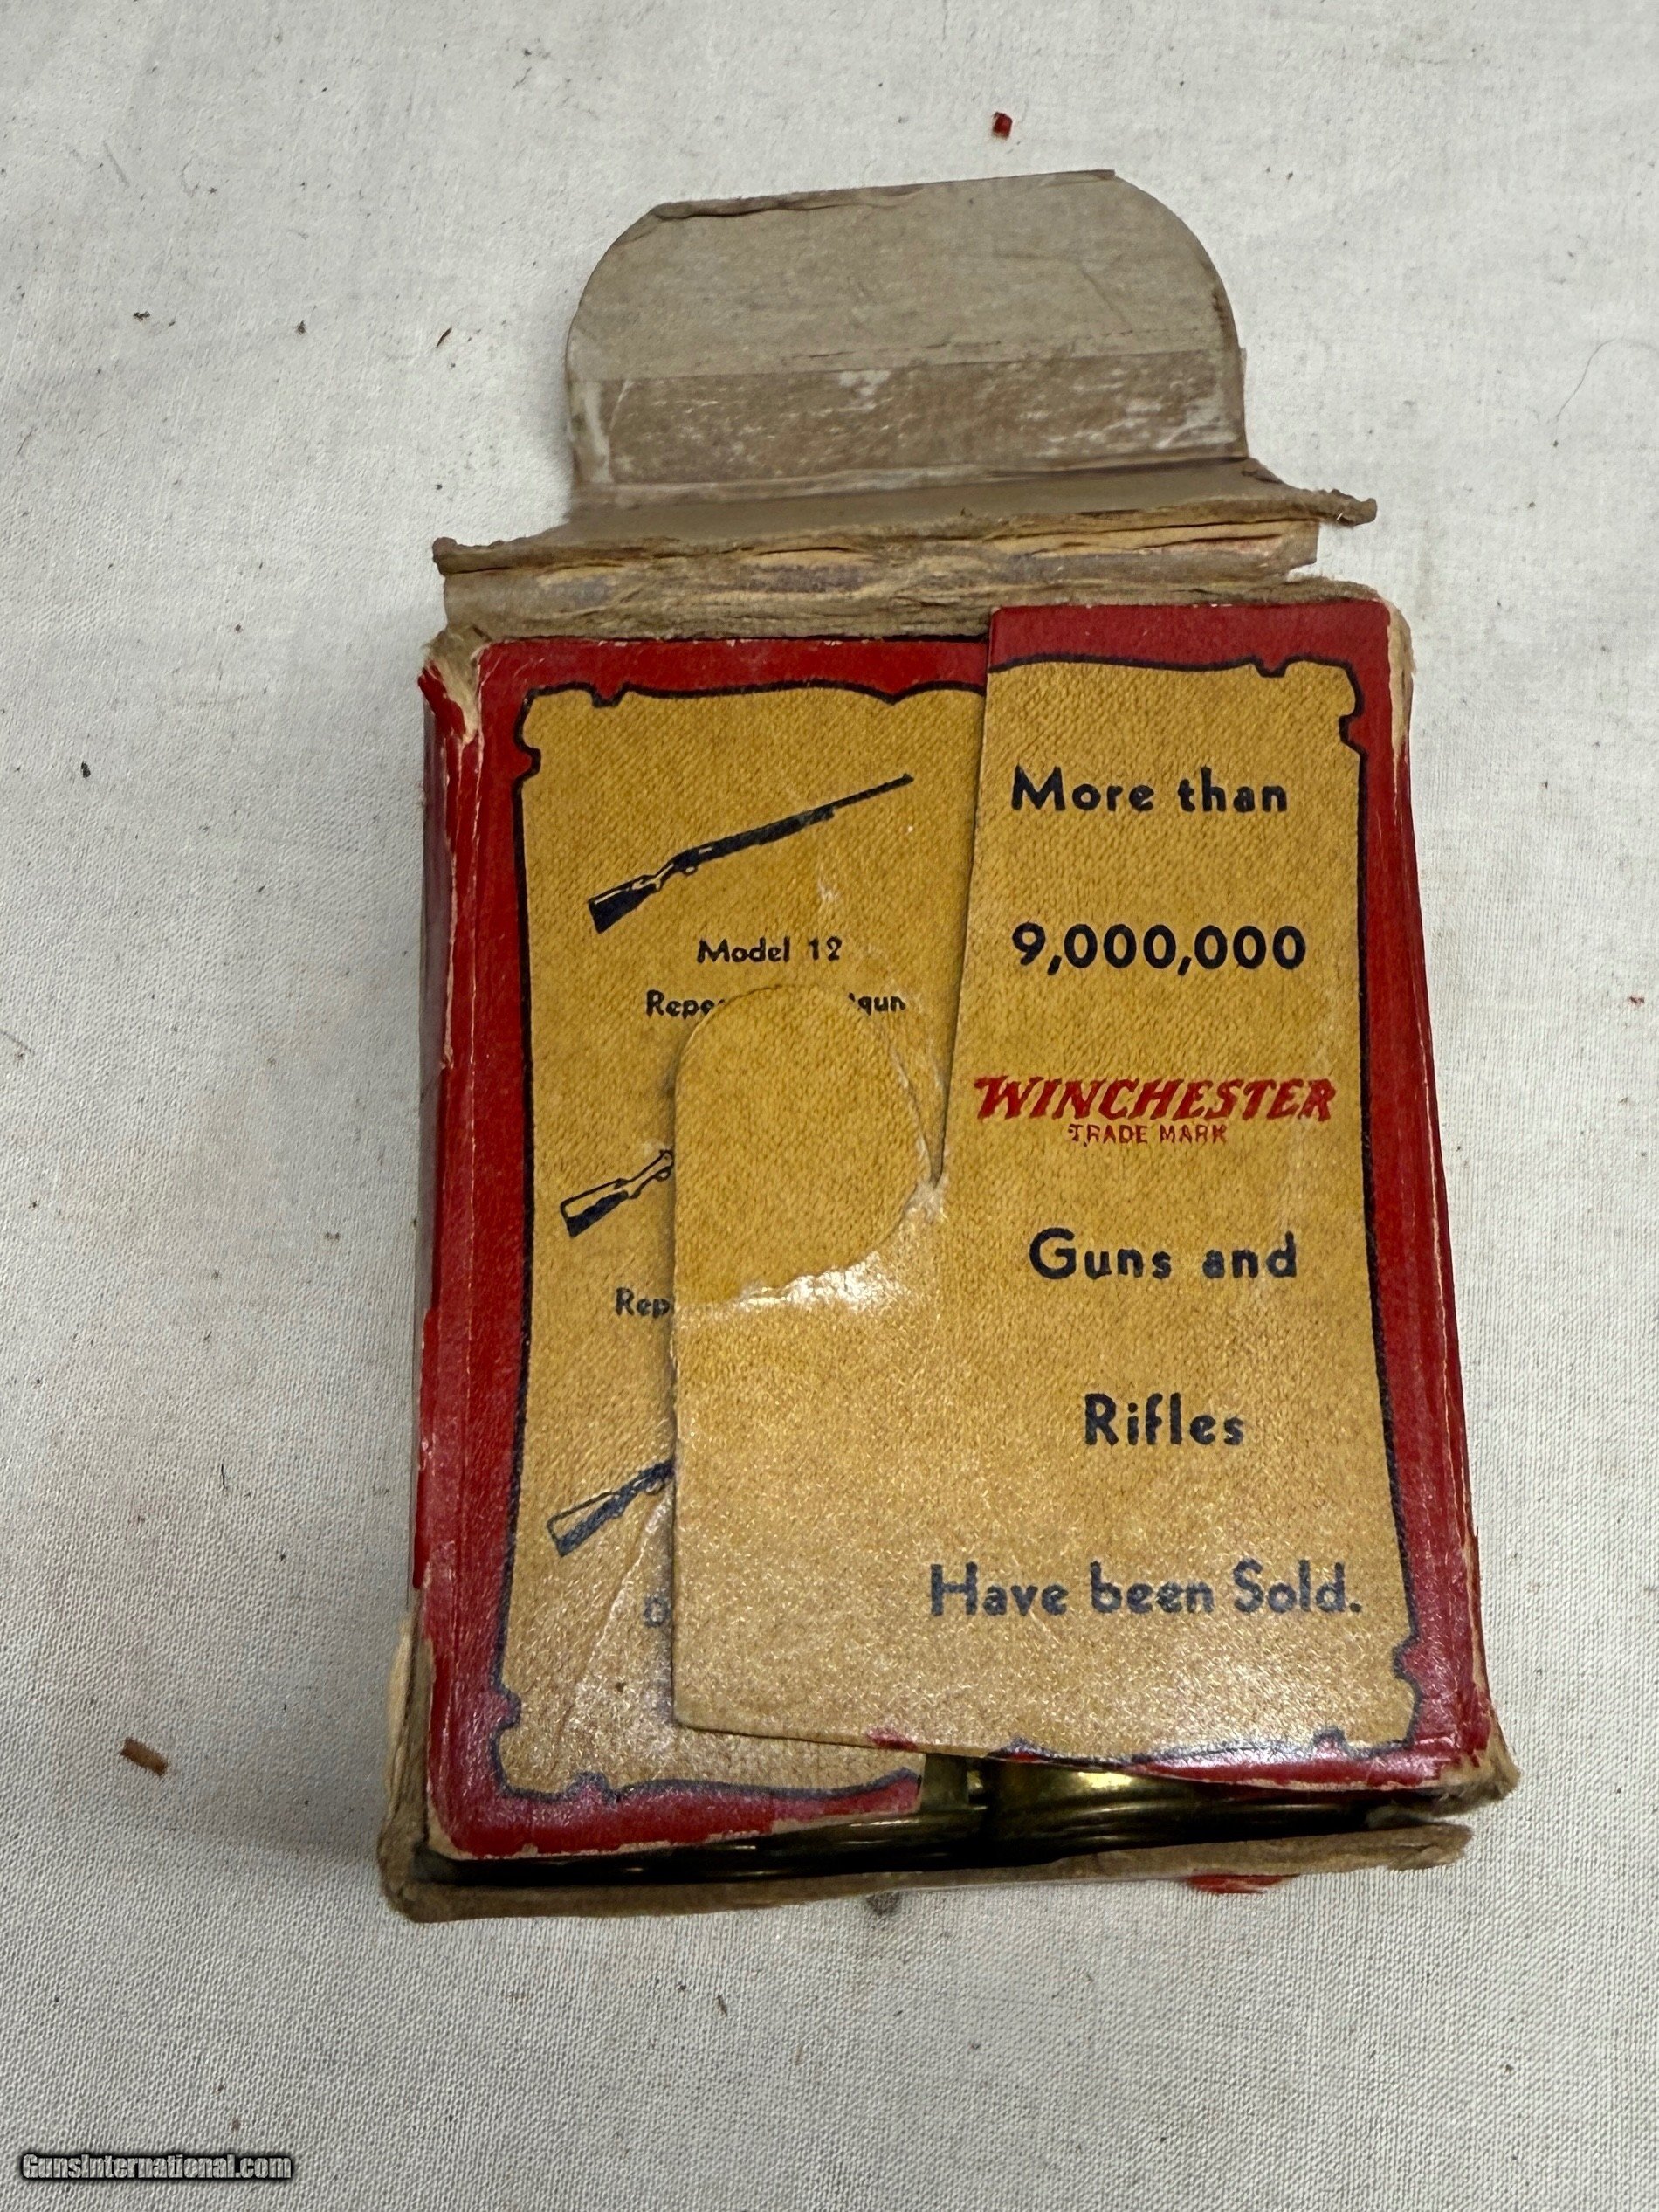 Model 12
More than
9,000,000
WINCHESTER
TRADE MARK
Guns and
Rifles
Have been Sold.
GunsInternational.com